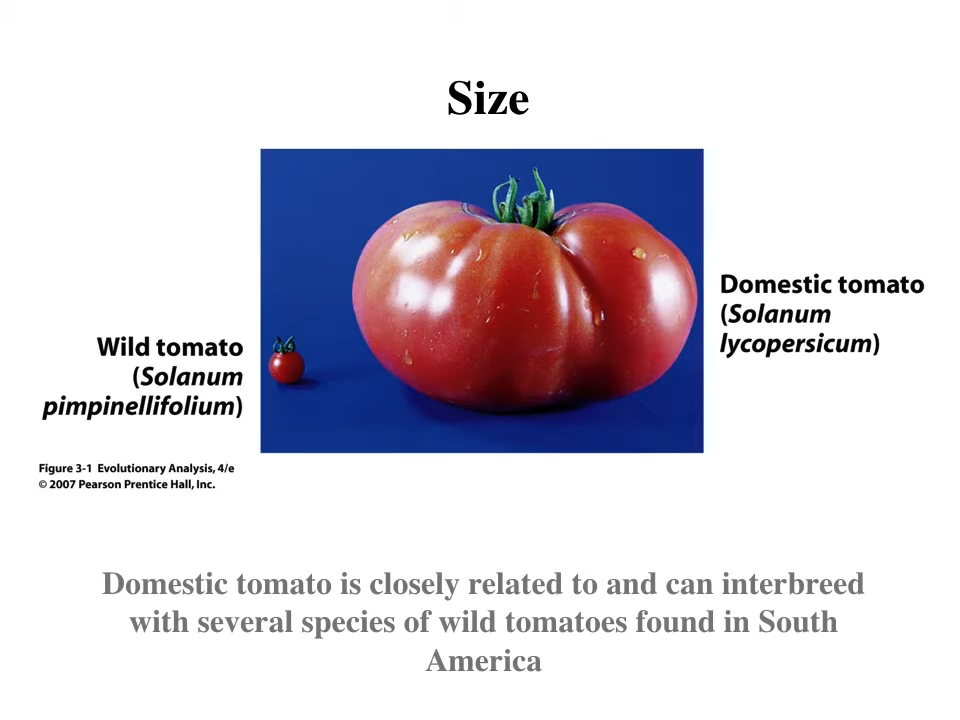 Size
Wild tomato
(Solanum
pimpinellifolium)
Domestic tomato
(Solanum
lycopersicum)
Figure 3-1  Evolutionary Analysis, 4/e
© 2007 Pearson Prentice Hall, Inc.
Domestic tomato is closely related to and can interbreed
with several species of wild tomatoes found in South
America